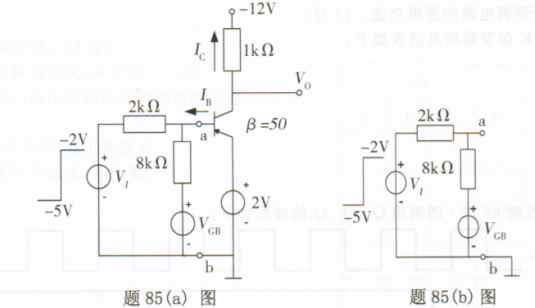 -12V
I_C
1kΩ
V_O
I_B
2kΩ
a
β=50
-2V
-5V
8kΩ
V_I
2V
V_GB
b
题 85(a) 图
2kΩ
a
-2V
8kΩ
-5V
V_I
V_GB
b
题 85(b) 图